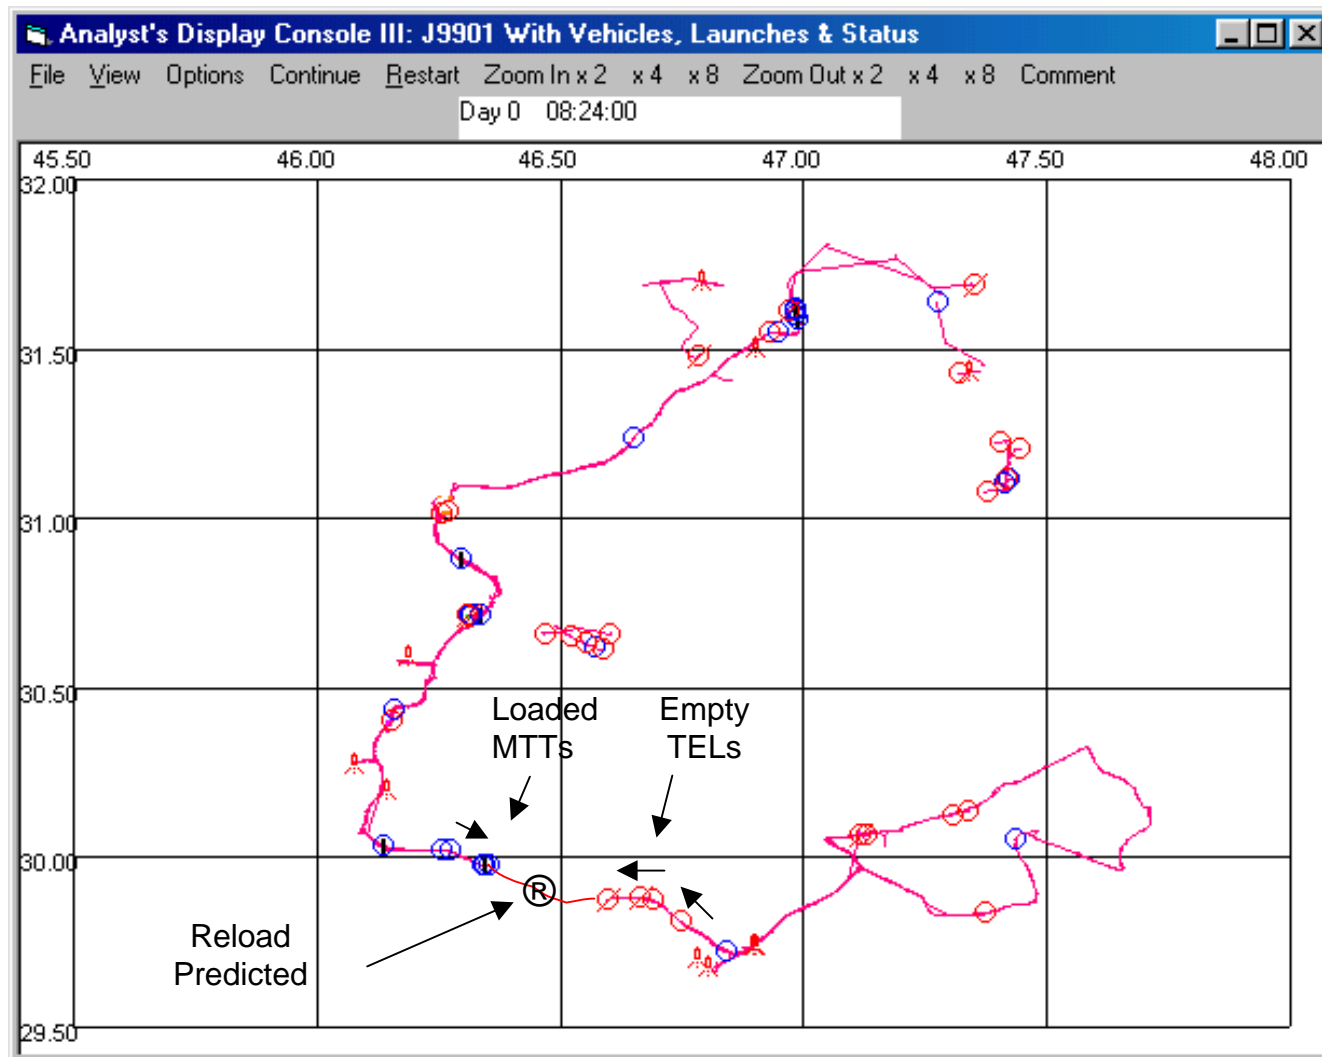 Analyst's Display Console III: J9901 With Vehicles, Launches & Status
File View Options Continue Restart Zoom In x 2 x 4 x 8 Zoom Out x 2 x 4 x 8 Comment
Day 0 08:24:00
45.50 46.00 46.50 47.00 47.50 48.00
32.00
31.50
31.00
30.50
Loaded
MTTs
Empty
TELs
30.00
R
Reload
Predicted
29.50